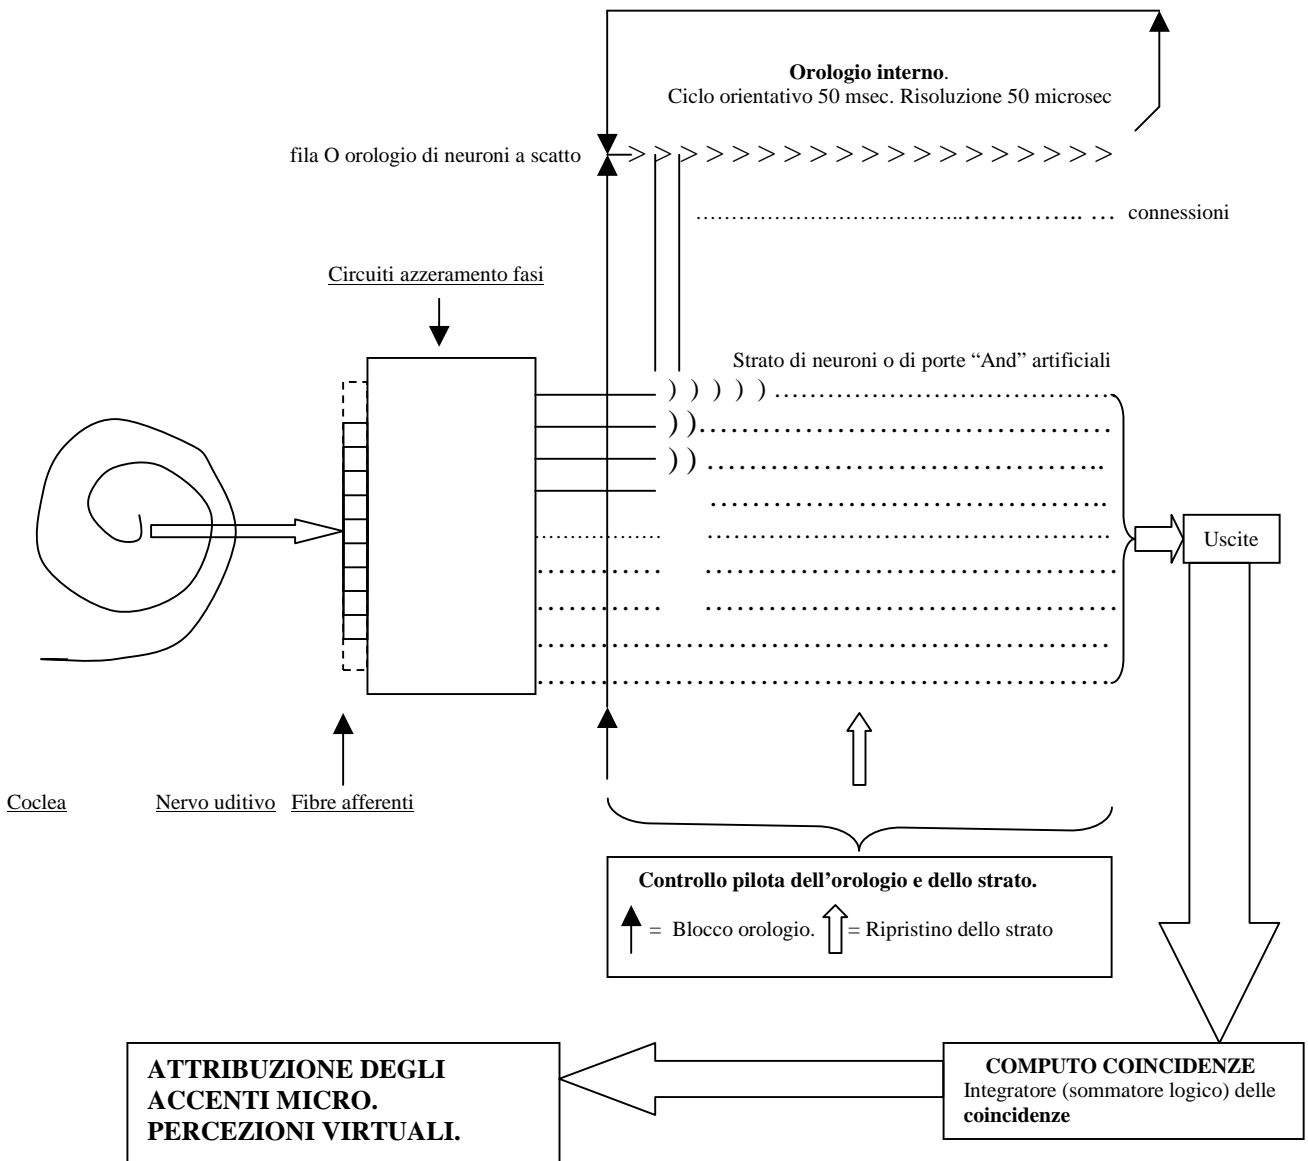 Orologio interno.
Ciclo orientativo 50 msec. Risoluzione 50 microsec
fila O orologio di neuroni a scatto
connessioni
Circuiti azzeramento fasi
Strato di neuroni o di porte “And” artificiali
Uscite
Coclea
Nervo uditivo
Fibre afferenti
Controllo pilota dell’orologio e dello strato.
= Blocco orologio. = Ripristino dello strato
COMPUTO COINCIDENZE
Integratore (sommatore logico) delle
coincidenze
ATTRIBUZIONE DEGLI
ACCENTI MICRO.
PERCEZIONI VIRTUALI.